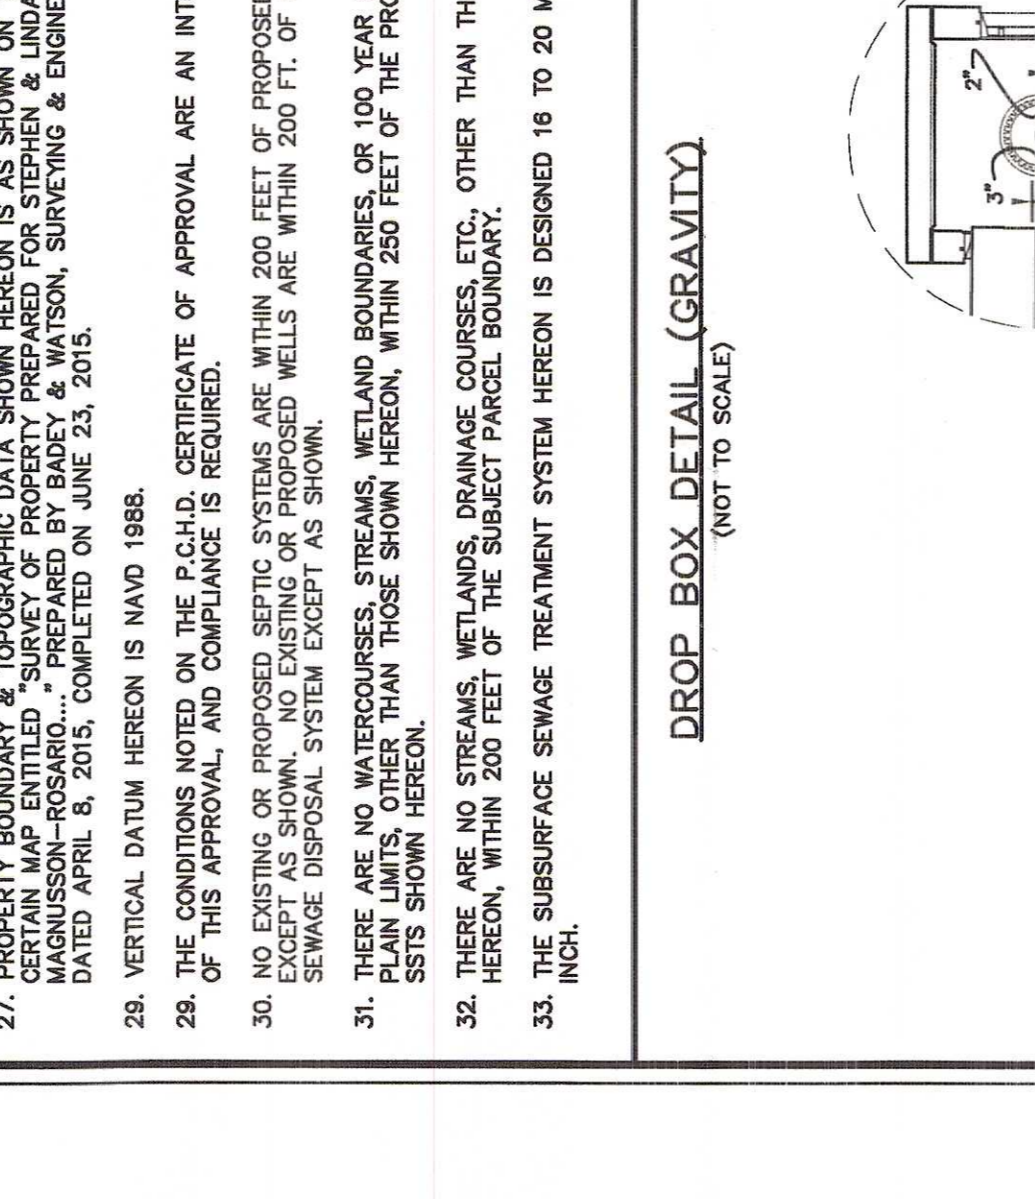 27. PROPERTY BOUNDARY & TOPOGRAPHIC DATA SHOWN HEREON IS AS SHOWN ON
CERTAIN MAP ENTITLED "SURVEY OF PROPERTY PREPARED FOR STEPHEN & LINDA
MAGNUSSON-ROSARIO...." PREPARED BY BADEY & WATSON, SURVEYING & ENGINE
DATED APRIL 8, 2015, COMPLETED ON JUNE 23, 2015.
29. VERTICAL DATUM HEREON IS NAVD 1988.
29. THE CONDITIONS NOTED ON THE P.C.H.D. CERTIFICATE OF APPROVAL ARE AN INT
OF THIS APPROVAL, AND COMPLIANCE IS REQUIRED.
30. NO EXISTING OR PROPOSED SEPTIC SYSTEMS ARE WITHIN 200 FEET OF PROPOSED
EXCEPT AS SHOWN. NO EXISTING OR PROPOSED WELLS ARE WITHIN 200 FT. OF
SEWAGE DISPOSAL SYSTEM EXCEPT AS SHOWN.
31. THERE ARE NO WATERCOURSES, STREAMS, WETLAND BOUNDARIES, OR 100 YEAR
PLAIN LIMITS, OTHER THAN THOSE SHOWN HEREON, WITHIN 250 FEET OF THE PRO
SSTS SHOWN HEREON.
32. THERE ARE NO STREAMS, WETLANDS, DRAINAGE COURSES, ETC., OTHER THAN TH
HEREON, WITHIN 200 FEET OF THE SUBJECT PARCEL BOUNDARY.
33. THE SUBSURFACE SEWAGE TREATMENT SYSTEM HEREON IS DESIGNED 16 TO 20 M
INCH.
DROP BOX DETAIL (GRAVITY)
(NOT TO SCALE)
2"
3"